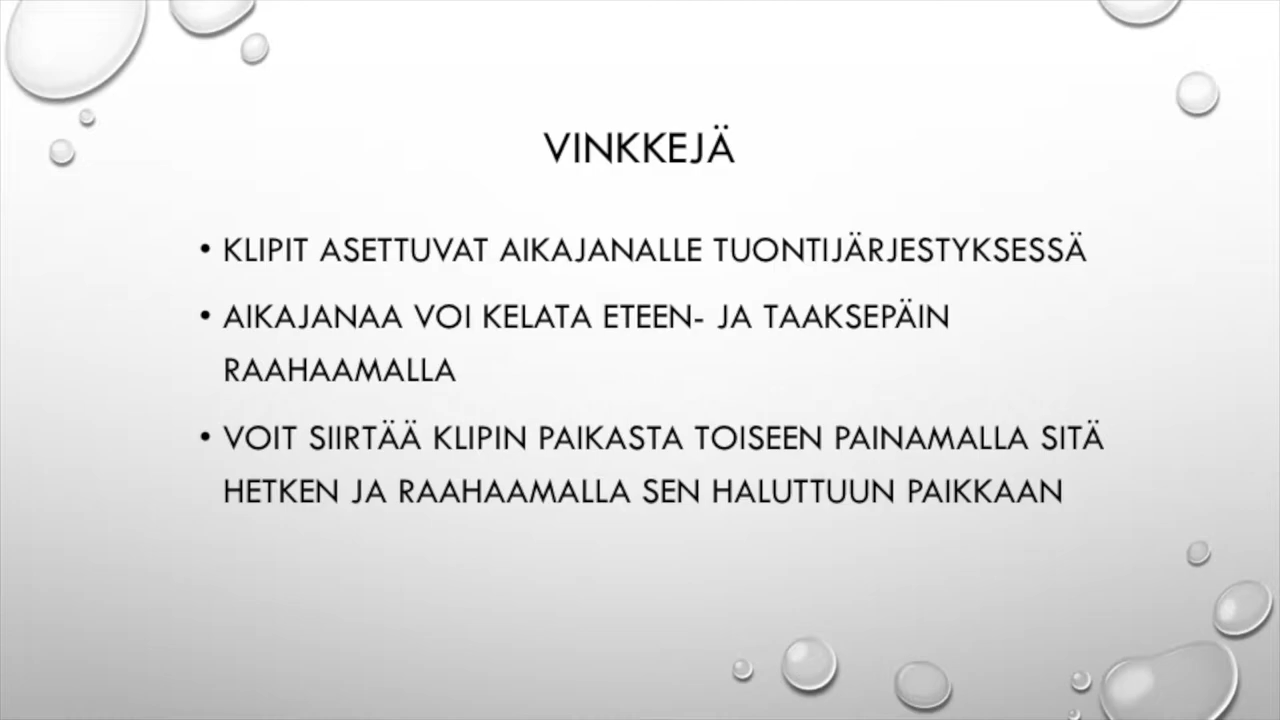 VINKKEJÄ
• KLIPIT ASETTUVAT AIKAJANALLE TUONTIJÄRJESTYKSESSÄ
• AIKAJANAA VOI KELATA ETEEN- JA TAAKSEPÄIN
RAAHAAMALLA
• VOIT SIIRTÄÄ KLIPIN PAIKASTA TOISEEN PAINAMALLA SITÄ
HETKEN JA RAAHAAMALLA SEN HALUTTUUN PAIKKAAN